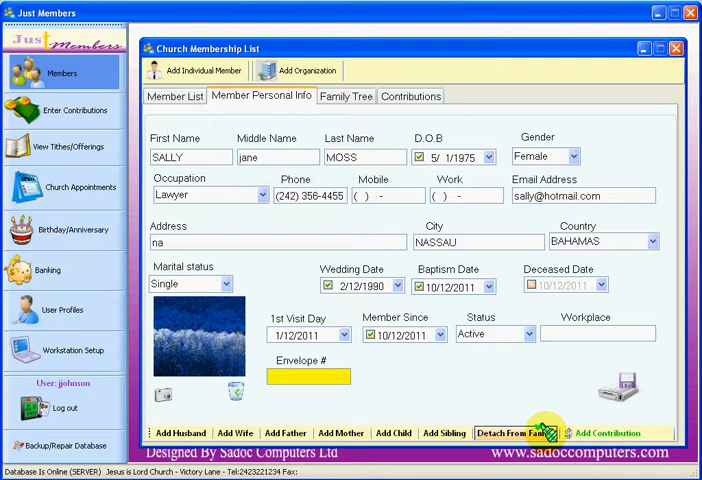 Just Members
Just
Members
Members
Enter Contributions
View Tithes/Offerings
Church Appointments
Birthday/Anniversary
Banking
User Profiles
Workstation Setup
User: jjohnson
Log out
Backup/Repair Database
Church Membership List
Add Individual Member
Add Organization
Member List
Member Personal Info
Family Tree
Contributions
First Name
Middle Name
Last Name
D.O.B
Gender
SALLY
jane
MOSS
5/ 1/1975
Female
Occupation
Phone
Mobile
Work
Email Address
Lawyer
(242) 356-4455
( ) -
( ) -
sally@hotmail.com
Address
City
Country
na
NASSAU
BAHAMAS
Marital status
Wedding Date
Baptism Date
Deceased Date
Single
2/12/1990
10/12/2011
10/12/2011
1st Visit Day
Member Since
Status
Workplace
1/12/2011
10/12/2011
Active
Envelope #
Add Husband
Add Wife
Add Father
Add Mother
Add Child
Add Sibling
Detach From
Add Contribution
Designed By Sadoc Computers Ltd
www.sadoccomputers.com
Database Is Online (SERVER) Jesus is Lord Church - Victory Lane - Tel:2423221234 Fax: